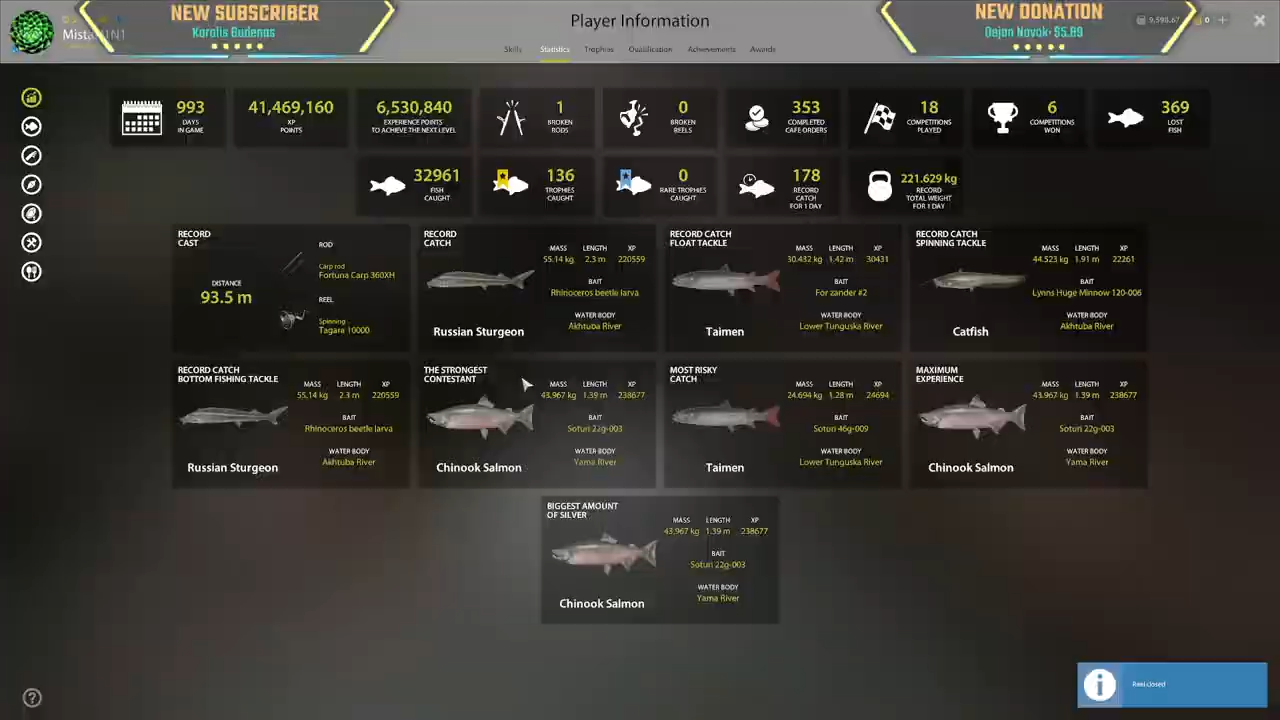 NEW SUBSCRIBER
Karolis Gudenas
Player Information
NEW DONATION
9,598.67
0
Skills
Statistics
Trophies
Qualification
Achievements
Awards
993
DAYS
IN GAME
41,469,160
XP
POINTS
6,530,840
EXPERIENCE POINTS
TO ACHIEVE THE NEXT LEVEL
1
BROKEN
RODS
0
BROKEN
REELS
353
COMPLETED
CAFE ORDERS
18
COMPETITIONS
PLAYED
6
COMPETITIONS
WON
369
LOST
FISH
32961
FISH
CAUGHT
136
TROPHIES
CAUGHT
0
RARE TROPHIES
CAUGHT
178
RECORD
CATCH
FOR 1 DAY
221.629 kg
RECORD
TOTAL WEIGHT
FOR 1 DAY
RECORD
CAST
DISTANCE
93.5 m
ROD
Carp rod
Fortuna Carp 360XH
REEL
Spinning
Tagara 10000
RECORD
CATCH
MASS LENGTH XP
55.14 kg 2.3 m 220559
BAIT
Rhinoceros beetle larva
WATER BODY
Akhtuba River
Russian Sturgeon
RECORD CATCH
FLOAT TACKLE
MASS LENGTH XP
30.432 kg 1.42 m 30431
BAIT
For zander #2
WATER BODY
Lower Tunguska River
Taimen
RECORD CATCH
SPINNING TACKLE
MASS LENGTH XP
44.523 kg 1.91 m 22261
BAIT
Lynns Huge Minnow 120-006
WATER BODY
Akhtuba River
Catfish
RECORD CATCH
BOTTOM FISHING TACKLE
MASS LENGTH XP
55.14 kg 2.3 m 220559
BAIT
Rhinoceros beetle larva
WATER BODY
Akhtuba River
Russian Sturgeon
THE STRONGEST
CONTESTANT
MASS LENGTH XP
43.967 kg 1.39 m 238677
BAIT
Soturi 22g-003
WATER BODY
Yama River
Chinook Salmon
MOST RISKY
CATCH
MASS LENGTH XP
24.694 kg 1.28 m 24694
BAIT
Soturi 46g-009
WATER BODY
Lower Tunguska River
Taimen
MAXIMUM
EXPERIENCE
MASS LENGTH XP
43.967 kg 1.39 m 238677
BAIT
Soturi 22g-003
WATER BODY
Yama River
Chinook Salmon
BIGGEST AMOUNT
OF SILVER
MASS LENGTH XP
43.967 kg 1.39 m 238677
BAIT
Soturi 22g-003
WATER BODY
Yama River
Chinook Salmon
Reel closed